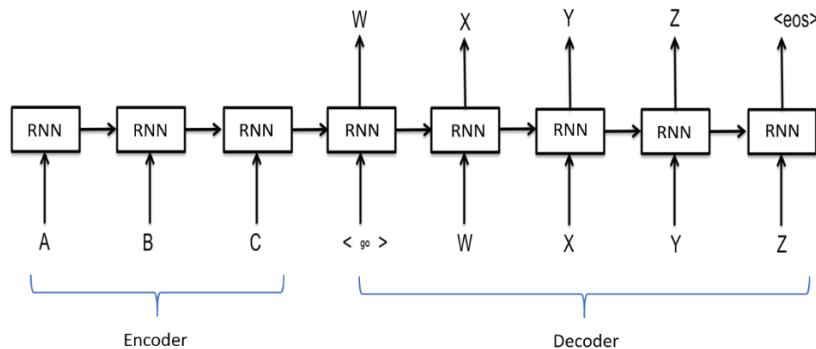 W X Y Z <eos>
RNN RNN RNN RNN RNN RNN RNN RNN
A B C < go > W X Y Z
Encoder Decoder